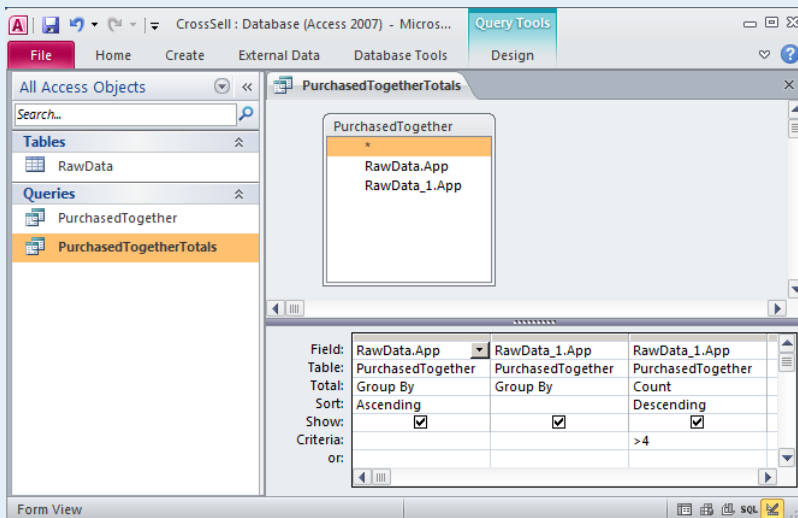 CrossSell : Database (Access 2007) - Micros... Query Tools
File Home Create External Data Database Tools Design
All Access Objects
Search...
Tables
RawData
Queries
PurchasedTogether
PurchasedTogetherTotals
PurchasedTogetherTotals
PurchasedTogether
*
RawData.App
RawData_1.App
Field: RawData.App RawData_1.App RawData_1.App
Table: PurchasedTogether PurchasedTogether PurchasedTogether
Total: Group By Group By Count
Sort: Ascending Descending
Show:
Criteria: >4
or:
Form View SQL